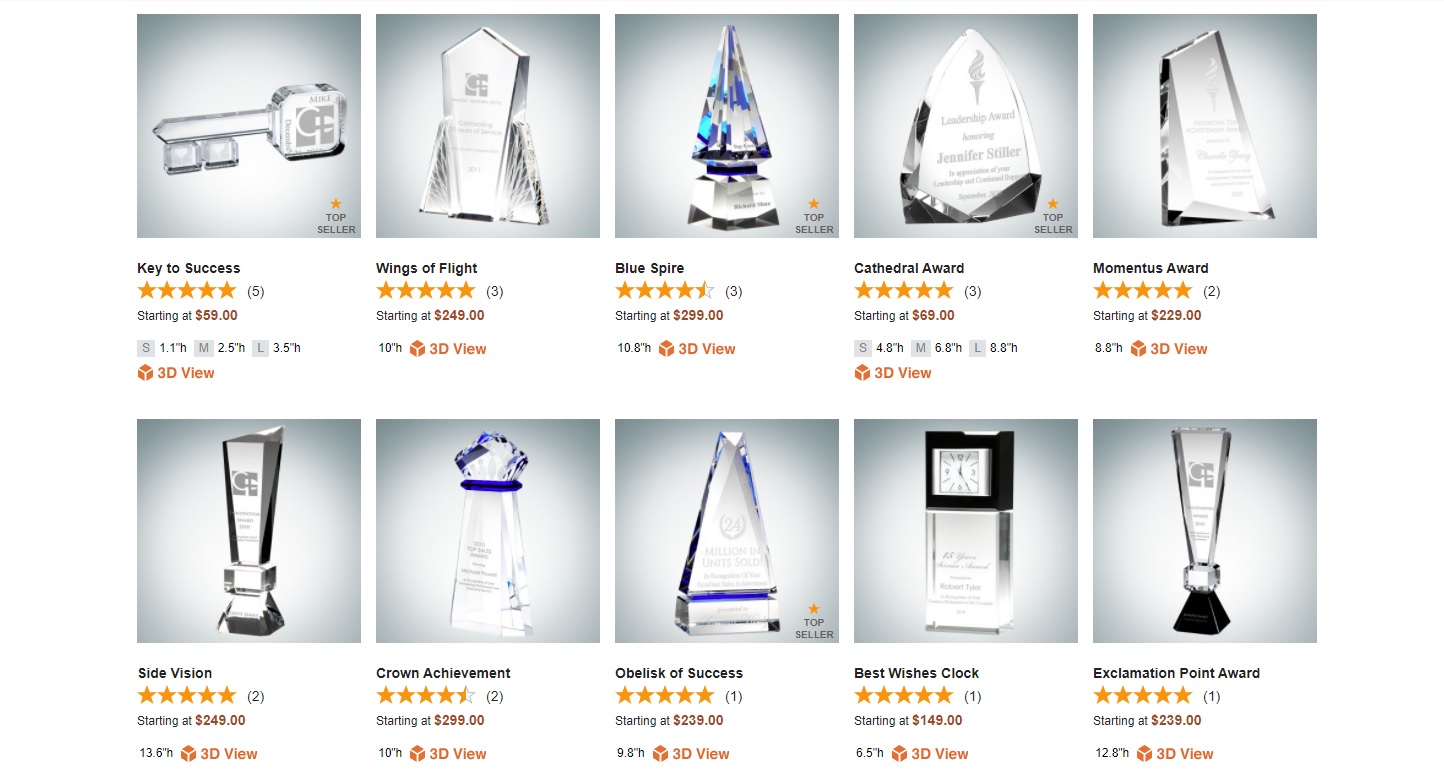 MIKE
TOP
SELLER
Leadership Award
honoring
Jennifer Stiller
In appreciation of your
Leadership and Continued Support
TOP
SELLER
TOP
SELLER
Key to Success
(5)
Starting at $59.00
S 1.1"h M 2.5"h L 3.5"h
3D View
Wings of Flight
(3)
Starting at $249.00
10"h 3D View
Blue Spire
(3)
Starting at $299.00
10.8"h 3D View
Cathedral Award
(3)
Starting at $69.00
S 4.8"h M 6.8"h L 8.8"h
3D View
Momentus Award
(2)
Starting at $229.00
8.8"h 3D View
24
MILLION IN
UNITS SOLD!
TOP
SELLER
15 Years
Service Award
Robert Tyler
Side Vision
(2)
Starting at $249.00
13.6"h 3D View
Crown Achievement
(2)
Starting at $299.00
10"h 3D View
Obelisk of Success
(1)
Starting at $239.00
9.8"h 3D View
Best Wishes Clock
(1)
Starting at $149.00
6.5"h 3D View
Exclamation Point Award
(1)
Starting at $239.00
12.8"h 3D View